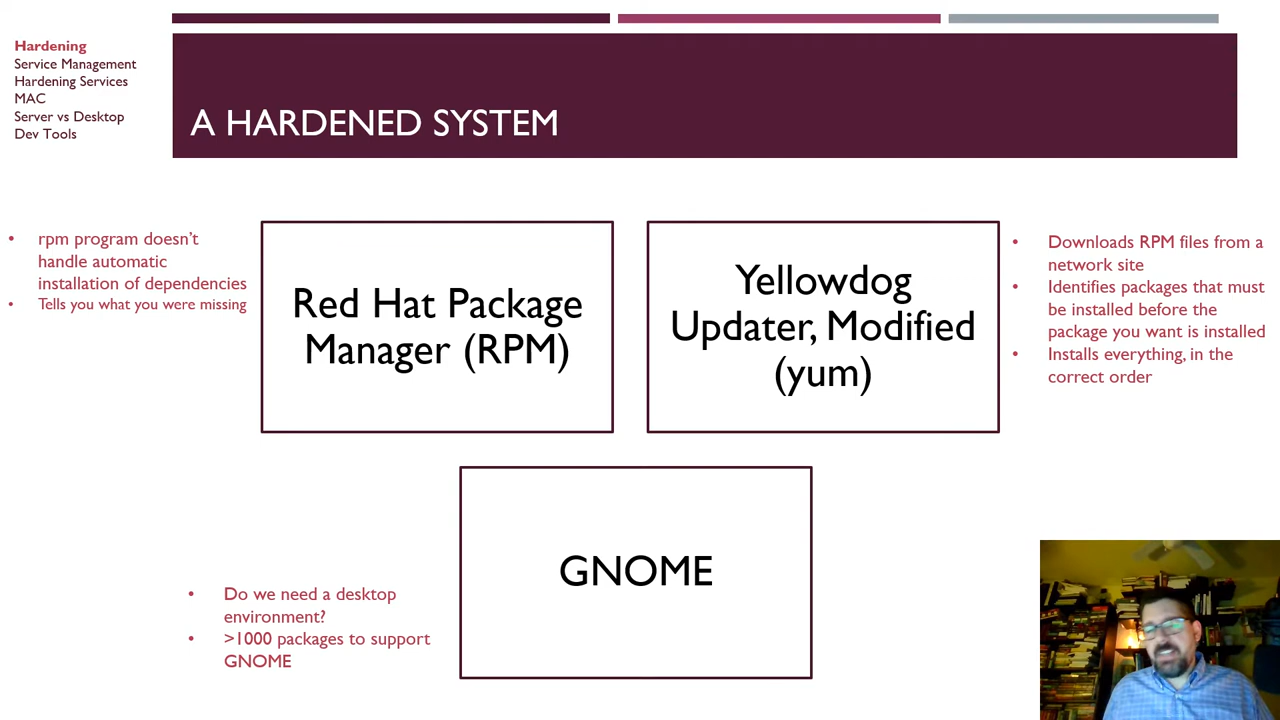 Hardening
Service Management
Hardening Services
MAC
Server vs Desktop
Dev Tools
A HARDENED SYSTEM
• rpm program doesn't
handle automatic
installation of dependencies
• Tells you what you were missing
Red Hat Package
Manager (RPM)
Yellowdog
Updater, Modified
(yum)
• Downloads RPM files from a
network site
• Identifies packages that must
be installed before the
package you want is installed
• Installs everything, in the
correct order
• Do we need a desktop
environment?
• >1000 packages to support
GNOME
GNOME